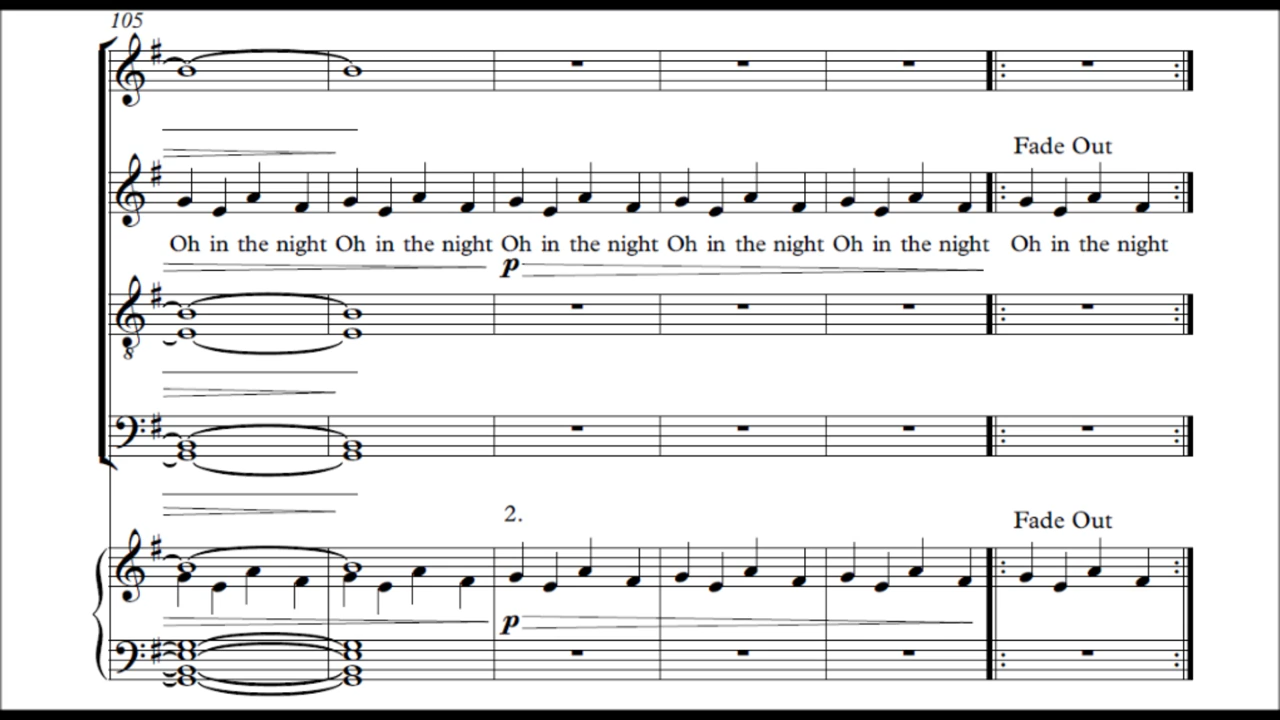 105
Fade Out
Oh in the night Oh in the night Oh in the night Oh in the night Oh in the night Oh in the night
p
8
2.
Fade Out
p